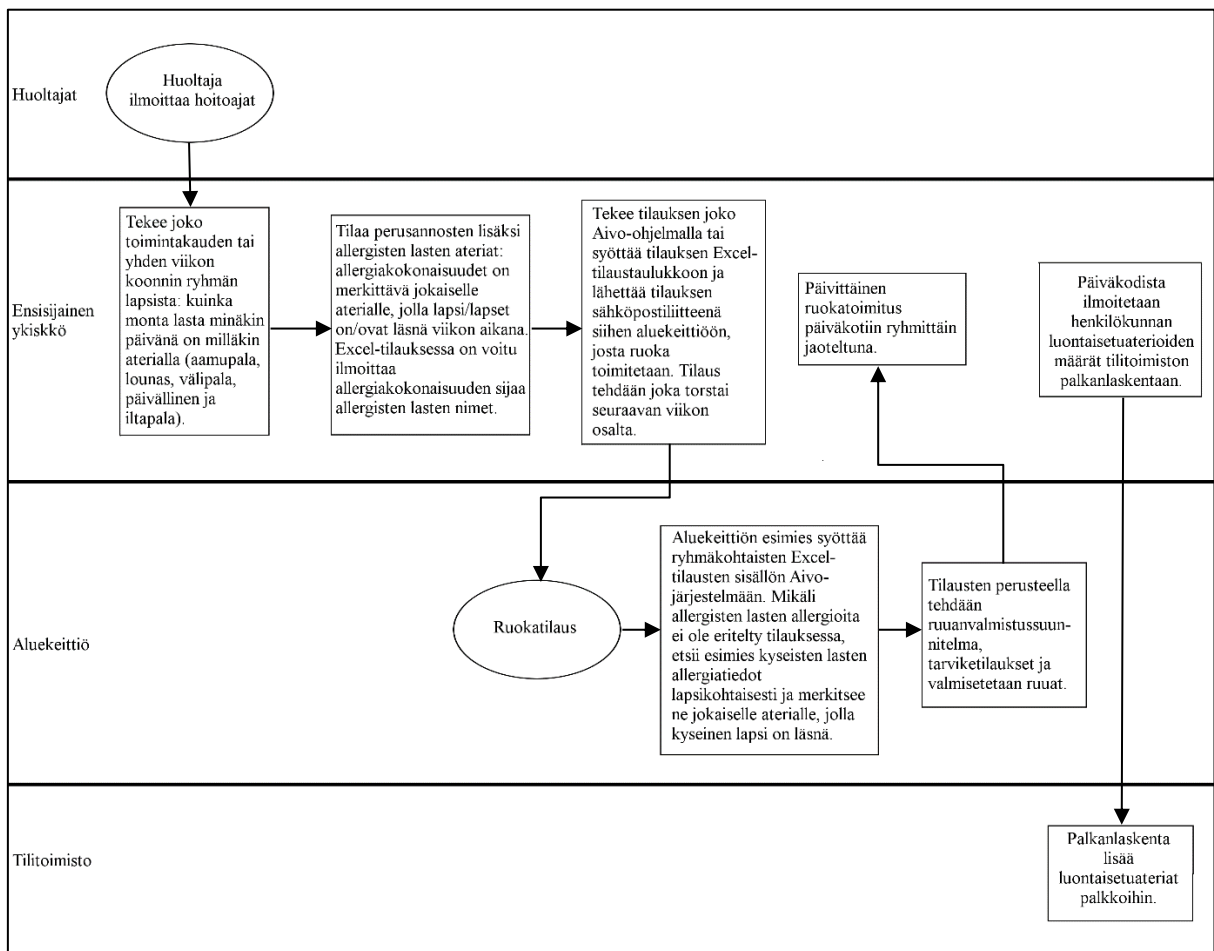 Huoltajat
Huoltaja
ilmoittaa hoitoajat
Ensisijainen
ykiskkö
Tekee joko
toimintakauden tai
yhden viikon
koonnin ryhmän
lapsista: kuinka
monta lasta minäkin
päivänä on milläkin
aterialla (aamupala,
lounas, välipala,
päivällinen ja
iltapala).
Tilaa perusannosten lisäksi
allergisten lasten ateriat:
allergiakokonaisuudet on
merkittävä jokaiselle
aterialle, jolla lapsi/lapset
on/ovat läsnä viikon aikana.
Excel-tilauksessa on voitu
ilmoittaa
allergiakokonaisuuden sijaa
allergisten lasten nimet.
Tekee tilauksen joko
Aivo-ohjelmalla tai
syöttää tilauksen Excel-
tilaustaulukkoon ja
lähettää tilauksen
sähköpostiliitteenä
siihen aluekeittiöön,
josta ruoka
toimitetaan. Tilaus
tehdään joka torstai
seuraavan viikon
osalta.
Päivittäinen
ruokatoimitus
päiväkotiin ryhmittäin
jaoteltuna.
Päiväkodista
ilmoitetaan
henkilökunnan
luontaisetuaterioiden
määrät tilitoimiston
palkanlaskentaan.
Aluekeittiö
Ruokatilaus
Aluekeittiön esimies syöttää
ryhmäkohtaisten Excel-
tilausten sisällön Aivo-
järjestelmään. Mikäli
allergisten lasten allergioita
ei ole eritelty tilauksessa,
etsii esimies kyseisten lasten
allergiatiedot
lapsikohtaisesti ja merkitsee
ne jokaiselle aterialle, jolla
kyseinen lapsi on läsnä.
Tilausten perusteella
tehdään
ruuanvalmistussuun-
nitelma,
tarviketilaukset ja
valmisetetaan ruuat.
Tilitoimisto
Palkanlaskenta
lisää
luontaisetuateriat
palkkoihin.